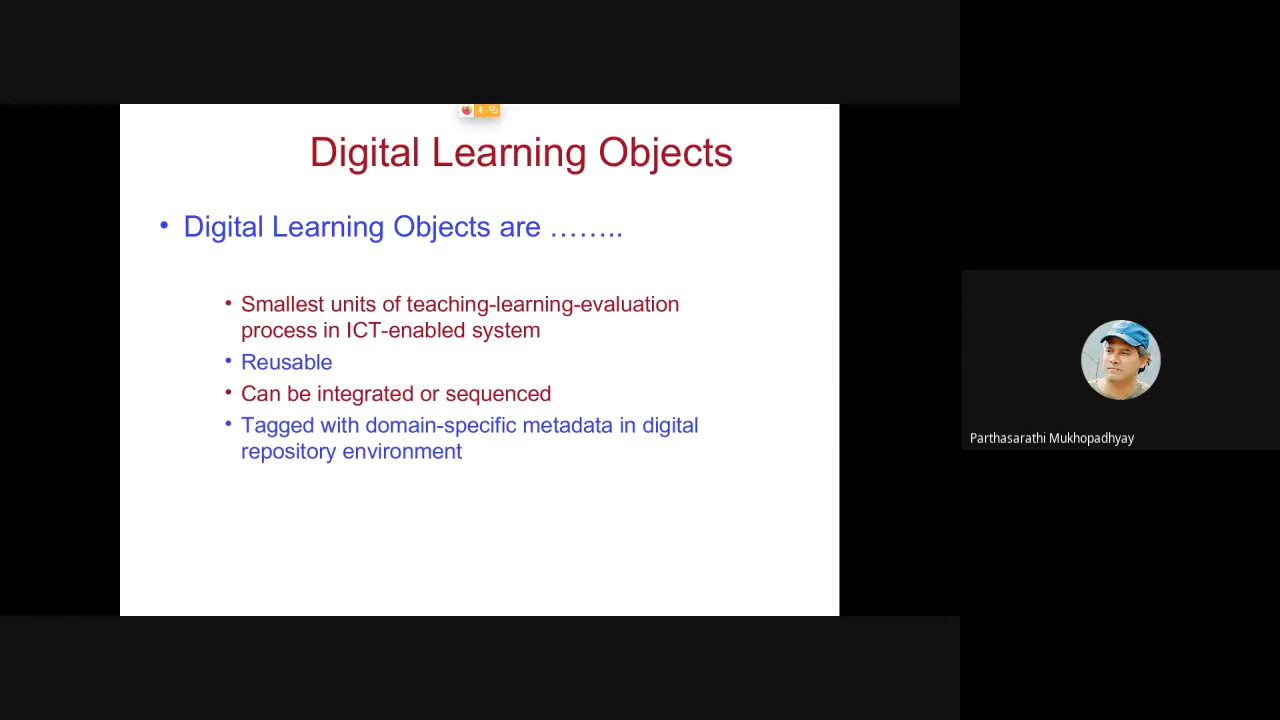 Digital Learning Objects
• Digital Learning Objects are ……..
• Smallest units of teaching-learning-evaluation
process in ICT-enabled system
• Reusable
• Can be integrated or sequenced
• Tagged with domain-specific metadata in digital
repository environment
Parthasarathi Mukhopadhyay